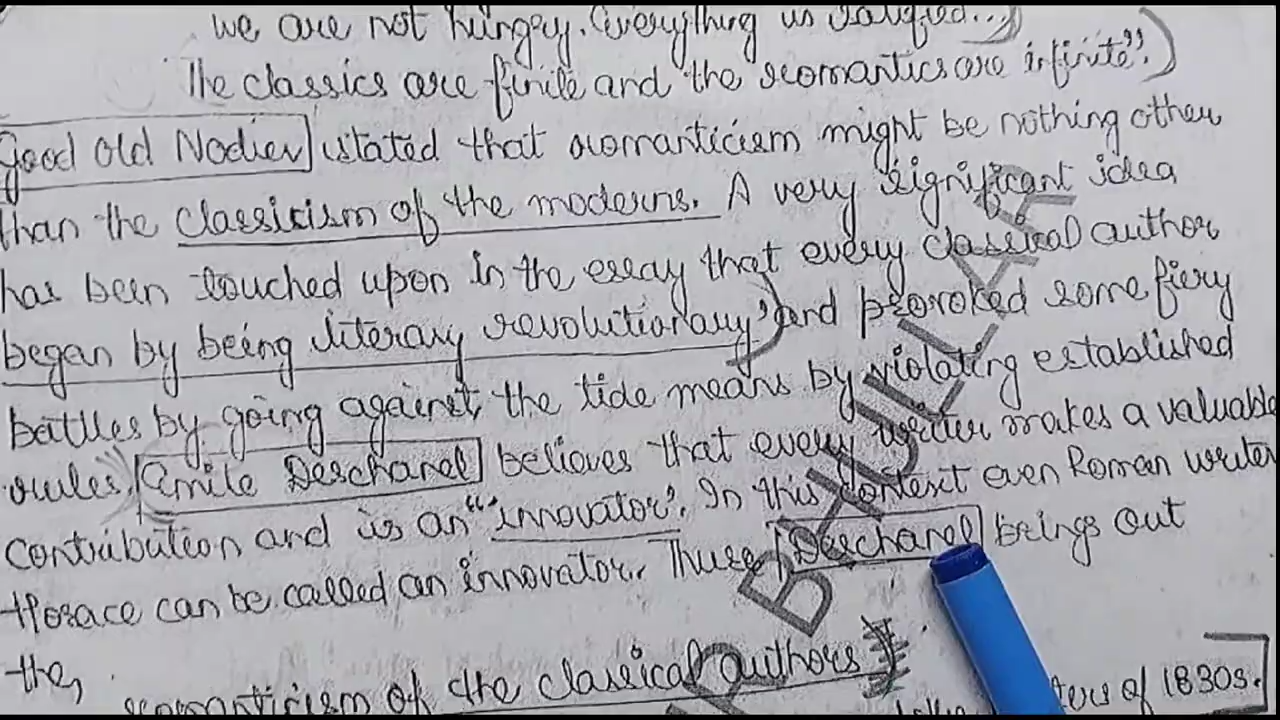 we are not hungry. (everything is satisfied...)
The classics are finite and the romantics are infinite".)
Good old Nodier stated that romanticism might be nothing other
than the classicism of the moderns. A very significant idea
has been touched upon in the essay that every classical author
began by being literary revolutionary') and provoked some fiery
battles by going against the tide means by violating established
rules. Emile Deschanel believes that every writer makes a valuable
contribution and is an "innovator'. In this context even Roman writer
Horace can be called an innovator. Thus, Deschanel brings out
the,
romanticism of the classical authors
of 1830s.
BHULLAR